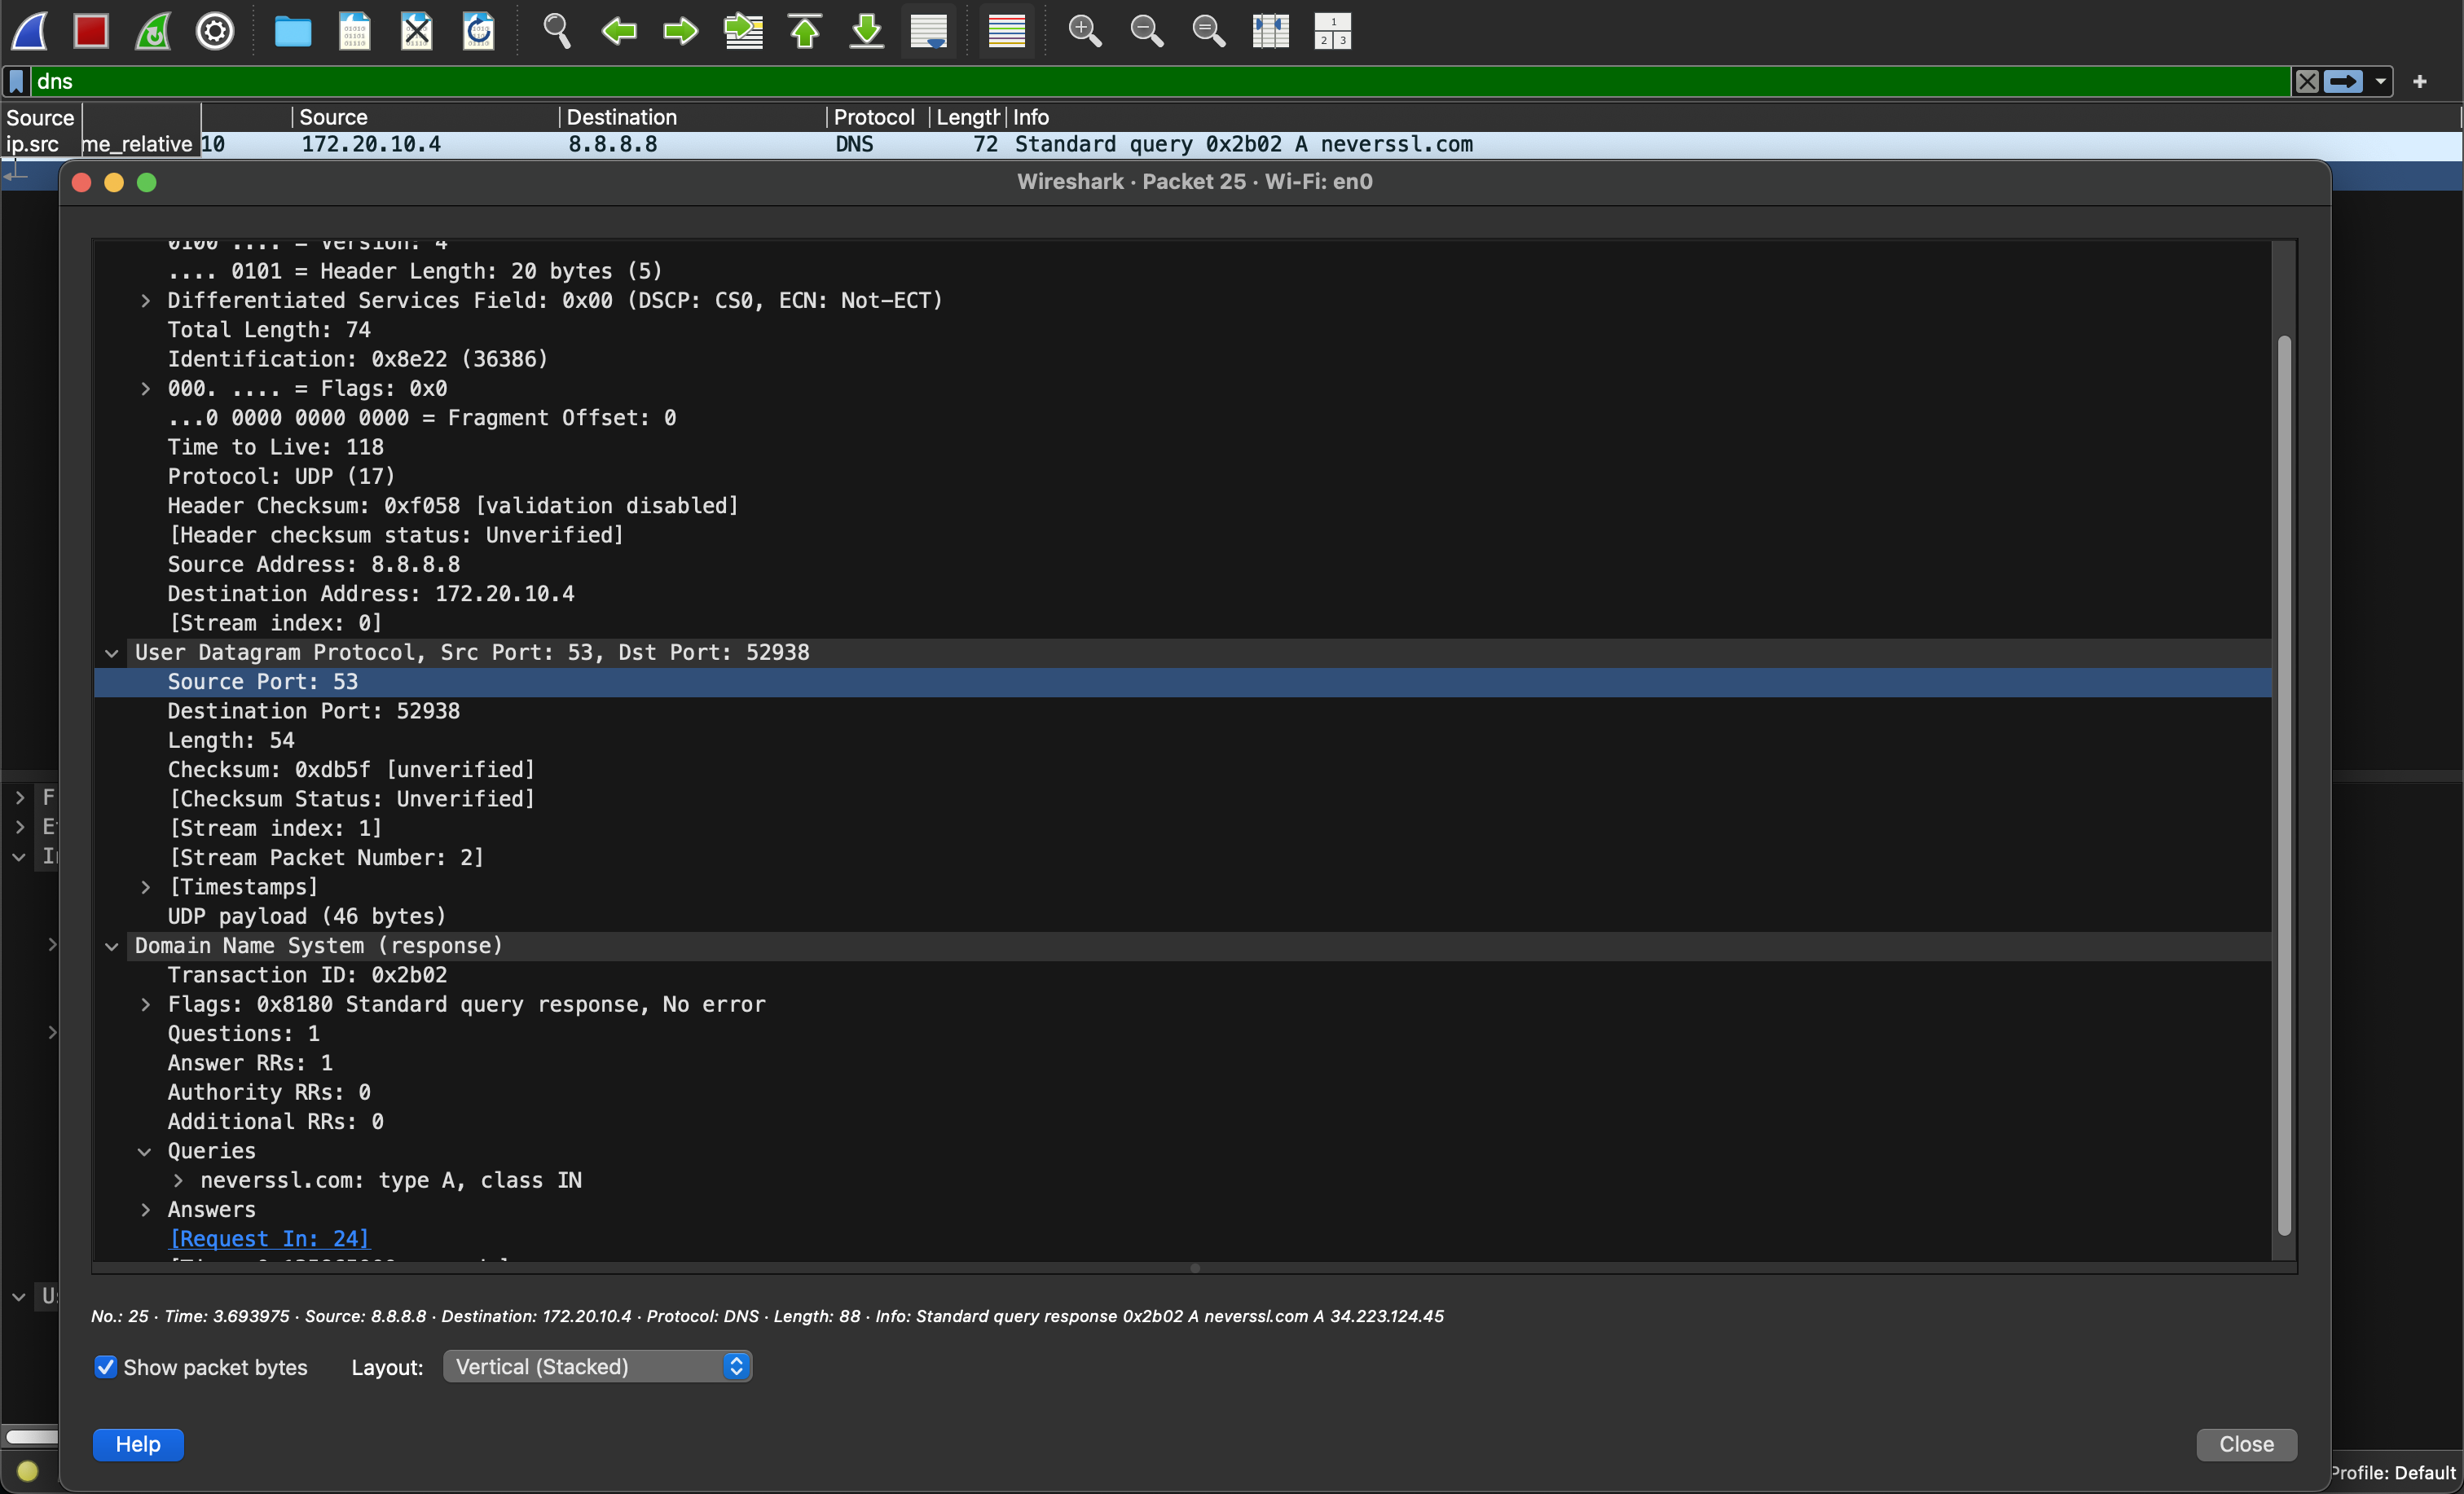 dns
Source Source Destination Protocol Length Info
ip.src me_relative 10 172.20.10.4 8.8.8.8 DNS 72 Standard query 0x2b02 A neverssl.com
Wireshark · Packet 25 · Wi-Fi: en0
0100 .... = Version: 4
.... 0101 = Header Length: 20 bytes (5)
Differentiated Services Field: 0x00 (DSCP: CS0, ECN: Not-ECT)
Total Length: 74
Identification: 0x8e22 (36386)
000. .... = Flags: 0x0
...0 0000 0000 0000 = Fragment Offset: 0
Time to Live: 118
Protocol: UDP (17)
Header Checksum: 0xf058 [validation disabled]
[Header checksum status: Unverified]
Source Address: 8.8.8.8
Destination Address: 172.20.10.4
[Stream index: 0]
User Datagram Protocol, Src Port: 53, Dst Port: 52938
Source Port: 53
Destination Port: 52938
Length: 54
Checksum: 0xdb5f [unverified]
[Checksum Status: Unverified]
[Stream index: 1]
[Stream Packet Number: 2]
[Timestamps]
UDP payload (46 bytes)
Domain Name System (response)
Transaction ID: 0x2b02
Flags: 0x8180 Standard query response, No error
Questions: 1
Answer RRs: 1
Authority RRs: 0
Additional RRs: 0
Queries
neverssl.com: type A, class IN
Answers
[Request In: 24]
No.: 25 · Time: 3.693975 · Source: 8.8.8.8 · Destination: 172.20.10.4 · Protocol: DNS · Length: 88 · Info: Standard query response 0x2b02 A neverssl.com A 34.223.124.45
Show packet bytes Layout: Vertical (Stacked)
Help Close
Profile: Default